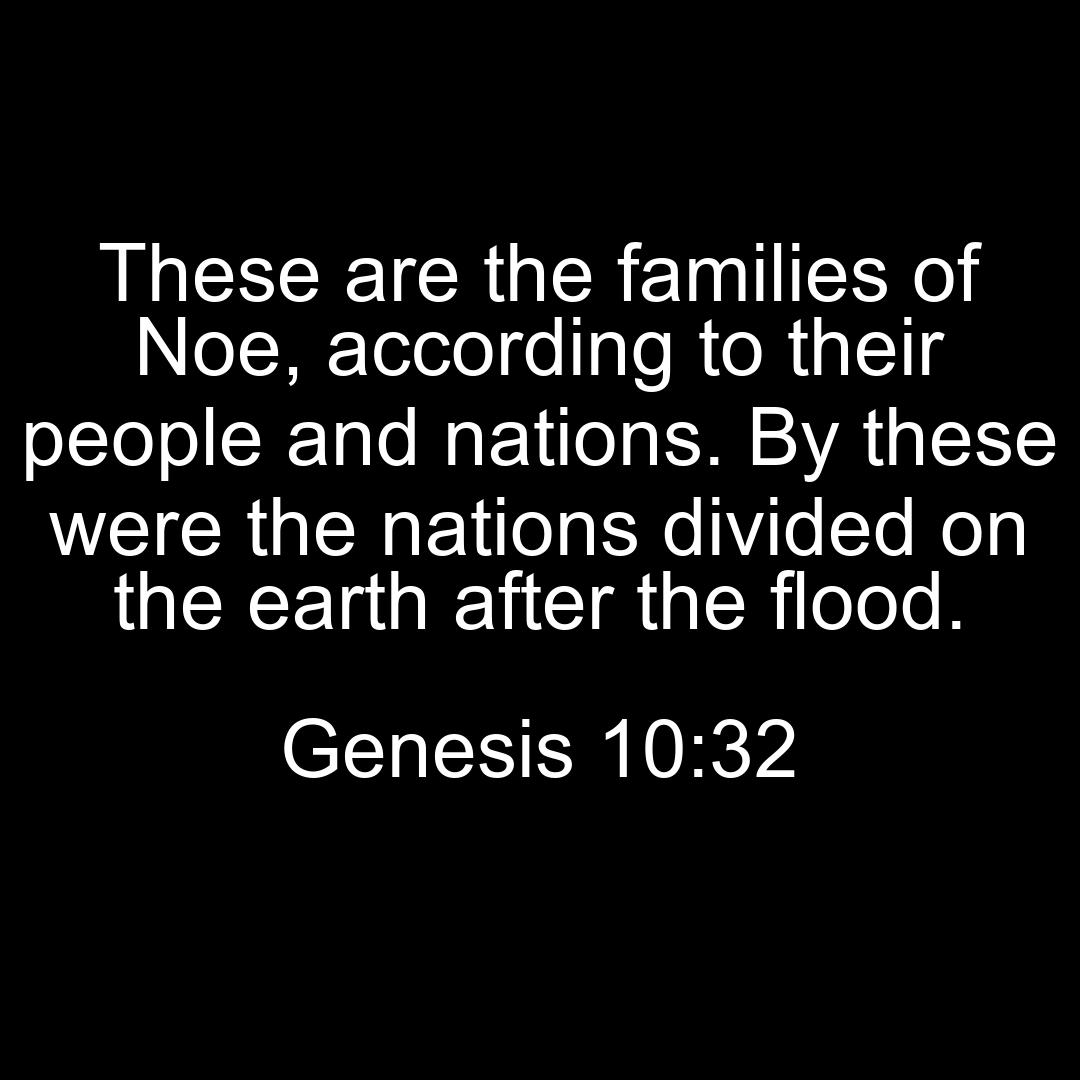 These are the families of
Noe, according to their
people and nations. By these
were the nations divided on
the earth after the flood.
Genesis 10:32